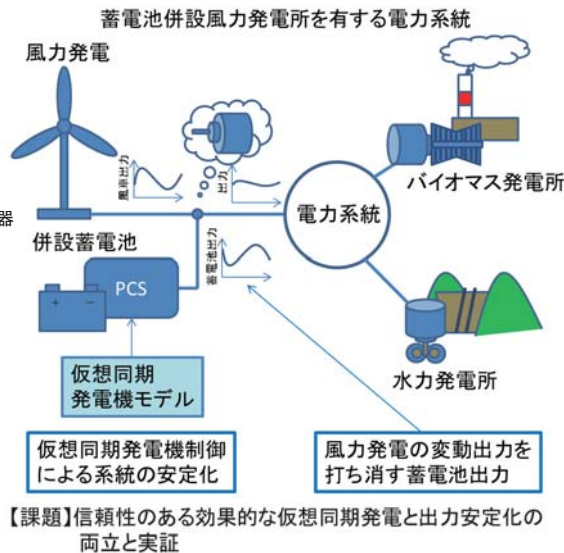 蓄電池併設風力発電所を有する電力系統
風力発電
風車出力
出力
バイオマス発電所
電力系統
器
併設蓄電池
蓄電池出力
+ −
PCS
水力発電所
仮想同期
発電機モデル
仮想同期発電機制御
による系統の安定化
風力発電の変動出力を
打ち消す蓄電池出力
【課題】信頼性のある効果的な仮想同期発電と出力安定化の
両立と実証